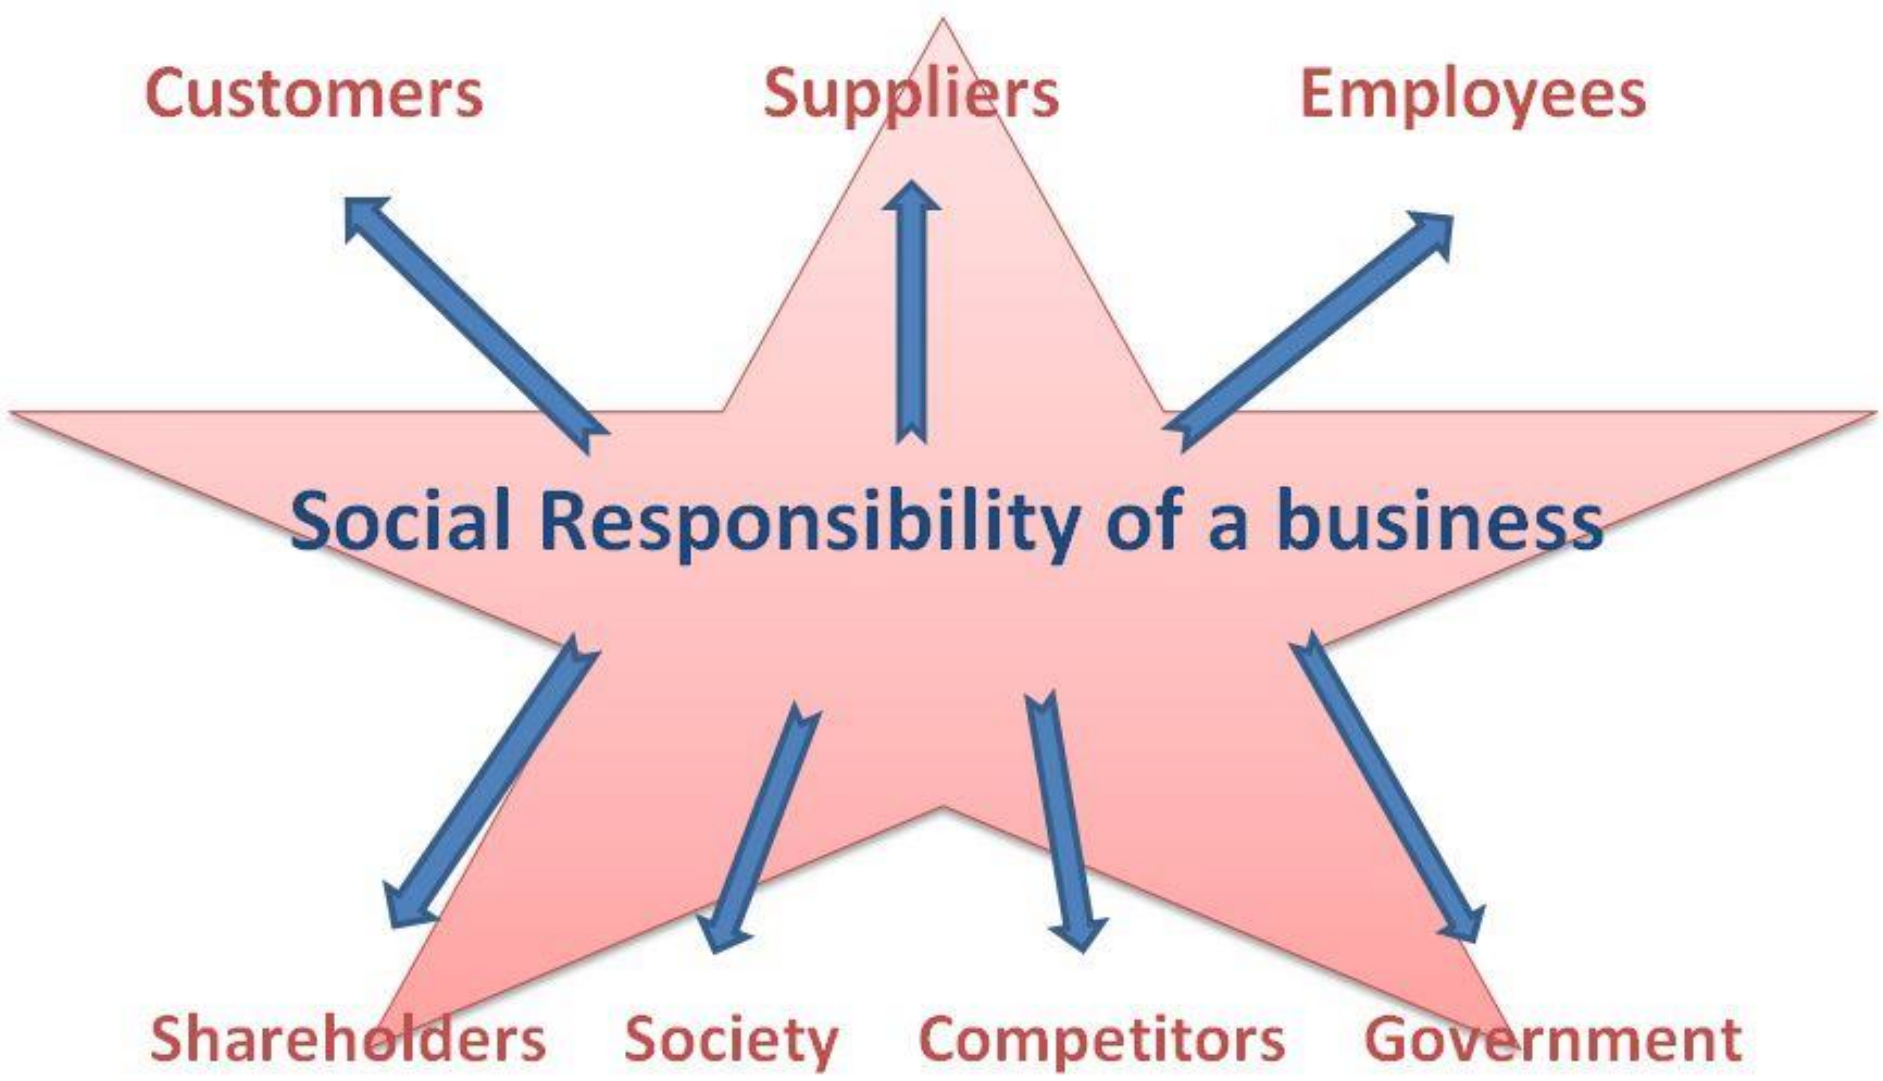 Customers Suppliers Employees
Social Responsibility of a business
Shareholders Society Competitors Government